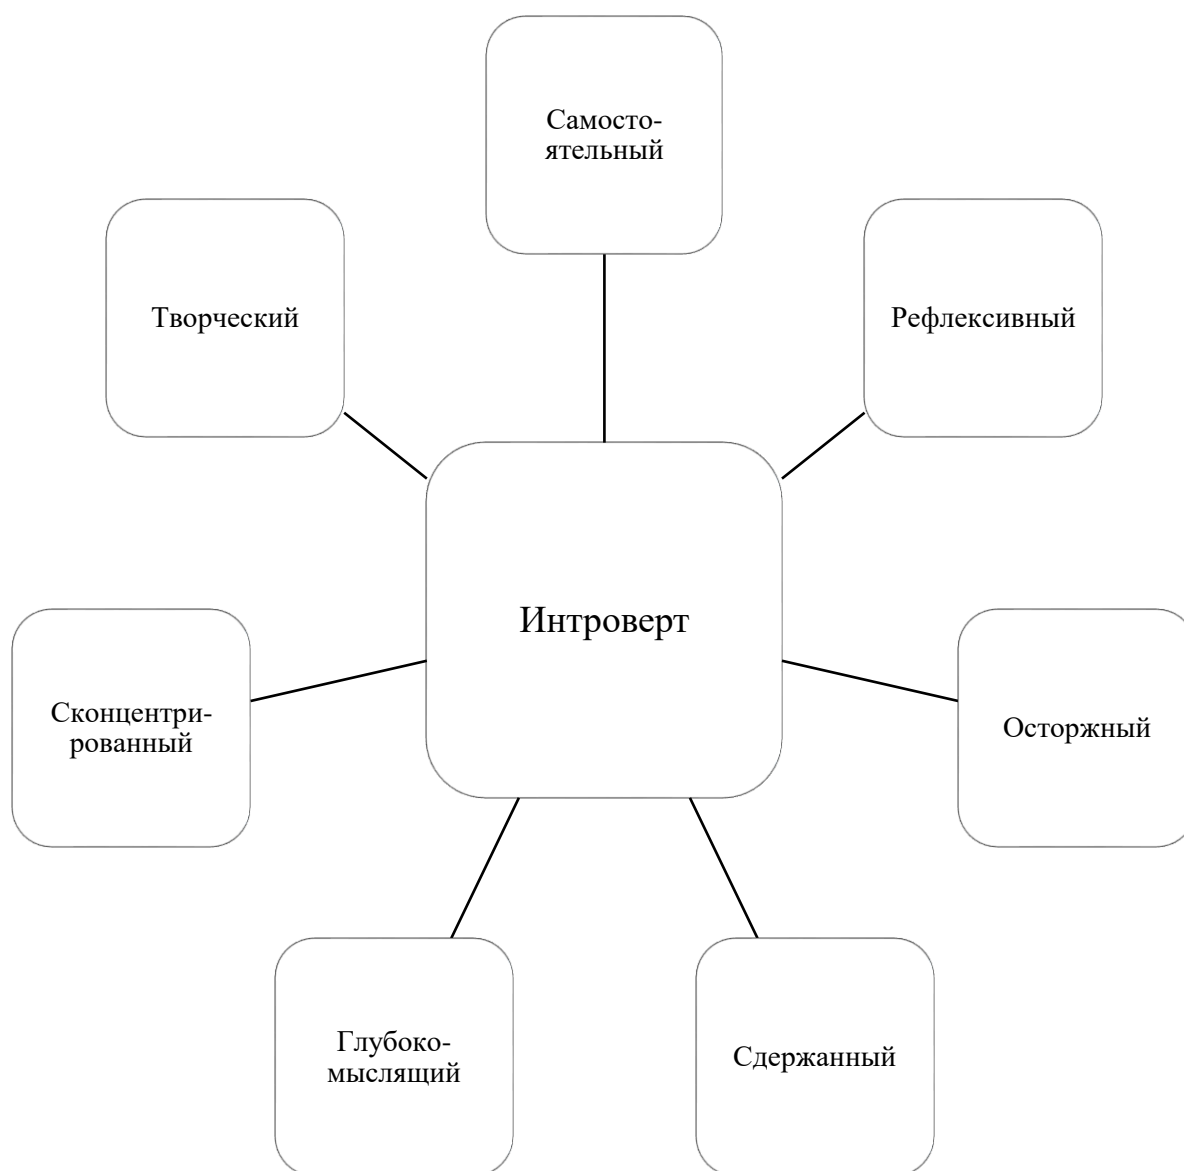 Самосто-
ятельный
Творческий
Рефлексивный
Интроверт
Сконцентри-
рованный
Осторжный
Глубоко-
мыслящий
Сдержанный